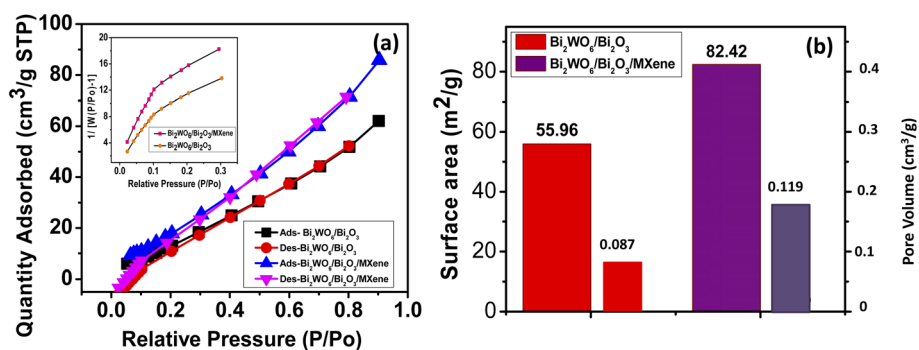 (a)
Quantity Adsorbed (cm³/g STP)
100
80
60
40
20
0
1/ [W(P/Po)-1]
20
16
12
8
4
0
Bi₂WO₆/Bi₂O₃/MXene
Bi₂WO₆/Bi₂O₃
0.0 0.1 0.2 0.3
Relative Pressure (P/Po)
Ads- Bi₂WO₆/Bi₂O₃
Des-Bi₂WO₆/Bi₂O₃
Ads-Bi₂WO₆/Bi₂O₃/MXene
Des-Bi₂WO₆/Bi₂O₃/MXene
0.0 0.2 0.4 0.6 0.8 1.0
Relative Pressure (P/Po)
(b)
Bi₂WO₆/Bi₂O₃
Bi₂WO₆/Bi₂O₃/MXene
Surface area (m²/g)
80
60
40
20
0
55.96
0.087
82.42
0.119
0.4
0.3
0.2
0.1
0.0
Pore Volume (cm³/g)